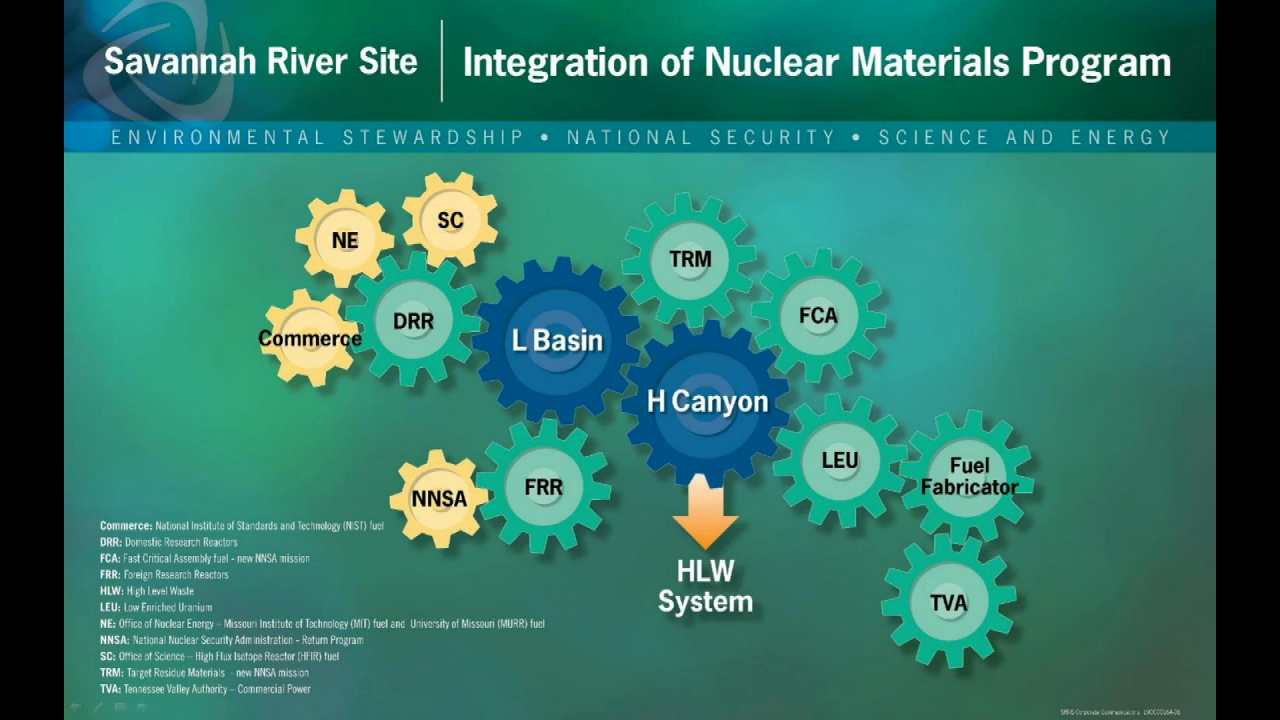 Savannah River Site
Integration of Nuclear Materials Program
ENVIRONMENTAL STEWARDSHIP • NATIONAL SECURITY • SCIENCE AND ENERGY
NE
SC
Commerce
DRR
L Basin
TRM
FCA
H Canyon
NNSA
FRR
LEU
Fuel
Fabricator
TVA
HLW
System
Commerce: National Institute of Standards and Technology (NIST) fuel
DRR: Domestic Research Reactors
FCA: Fast Critical Assembly fuel - new NNSA mission
FRR: Foreign Research Reactors
HLW: High Level Waste
LEU: Low Enriched Uranium
NE: Office of Nuclear Energy – Missouri Institute of Technology (MIT) fuel and University of Missouri (MURR) fuel
NNSA: National Nuclear Security Administration - Return Program
SC: Office of Science – High Flux Isotope Reactor (HFIR) fuel
TRM: Target Residue Materials - new NNSA mission
TVA: Tennessee Valley Authority – Commercial Power
SRNS Corporate Communications